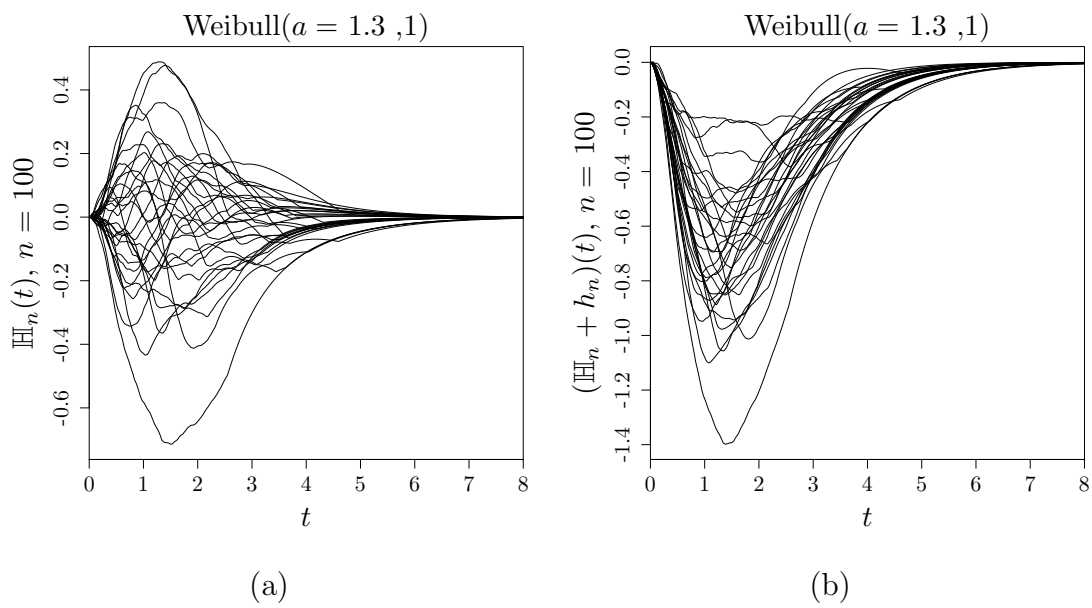 Weibull(a = 1.3 ,1)
ℍₙ(t), n = 100
0.4
0.2
0.0
-0.2
-0.4
-0.6
0 1 2 3 4 5 6 7 8
t
(a)
Weibull(a = 1.3 ,1)
(ℍₙ + hₙ)(t), n = 100
0.0
-0.2
-0.4
-0.6
-0.8
-1.0
-1.2
-1.4
0 1 2 3 4 5 6 7 8
t
(b)